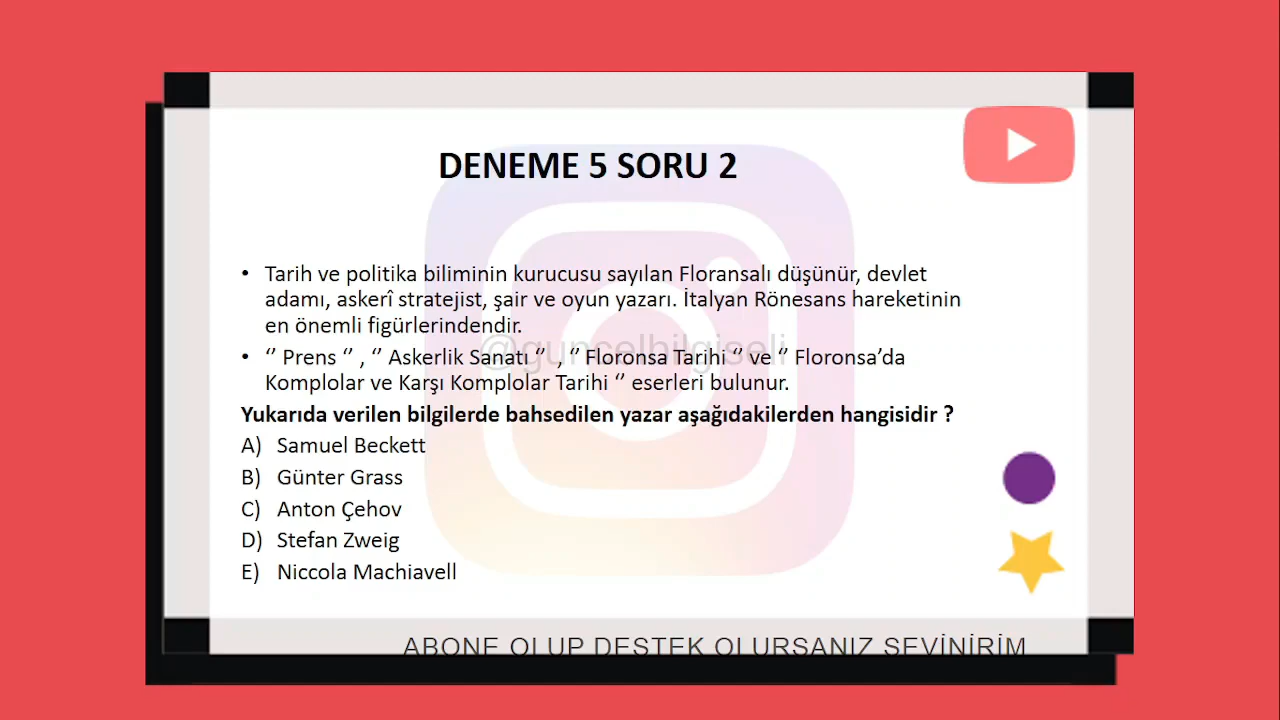 DENEME 5 SORU 2
• Tarih ve politika biliminin kurucusu sayılan Floransalı düşünür, devlet
adamı, askerî stratejist, şair ve oyun yazarı. İtalyan Rönesans hareketinin
en önemli figürlerindendir.
@guncelbilgiseli
• ‘’ Prens ‘’ , ‘’ Askerlik Sanatı ‘’ , ‘’ Floronsa Tarihi ‘’ ve ‘’ Floronsa’da
Komplolar ve Karşı Komplolar Tarihi ‘’ eserleri bulunur.
Yukarıda verilen bilgilerde bahsedilen yazar aşağıdakilerden hangisidir ?
A) Samuel Beckett
B) Günter Grass
C) Anton Çehov
D) Stefan Zweig
E) Niccola Machiavell
ABONE OLUP DESTEK OLURSANIZ SEVİNİRİM